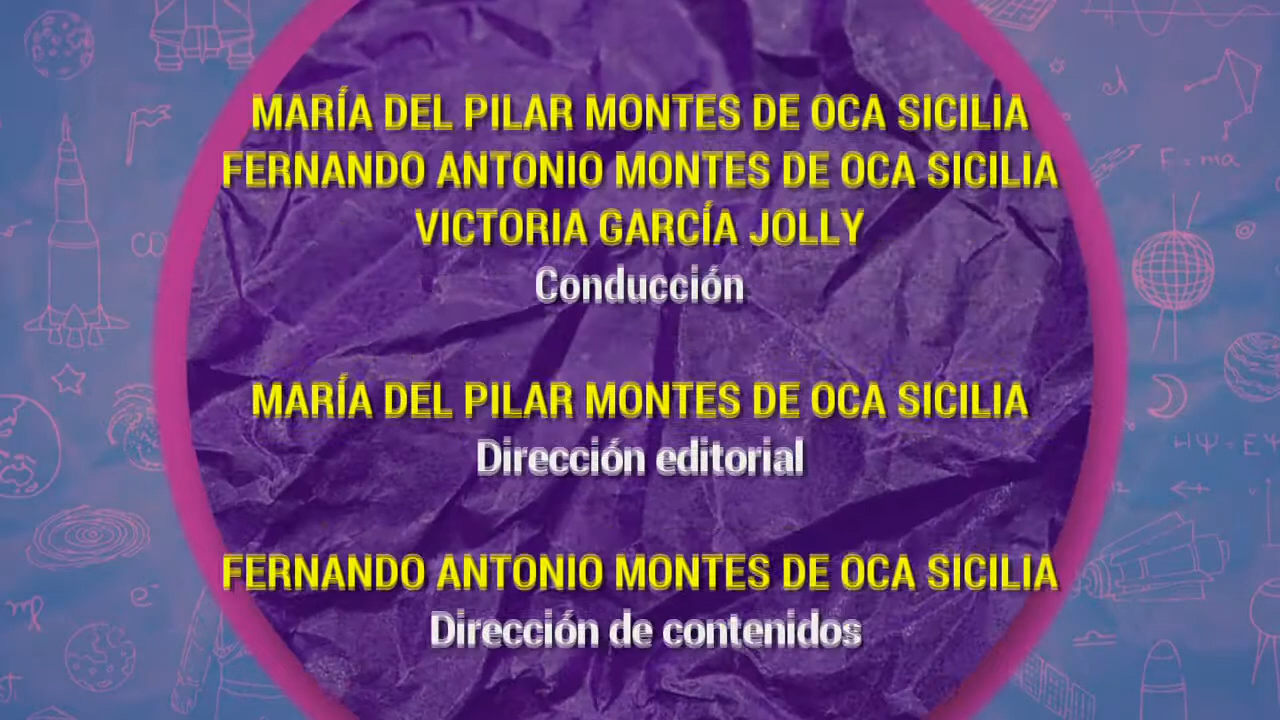 MARÍA DEL PILAR MONTES DE OCA SICILIA
FERNANDO ANTONIO MONTES DE OCA SICILIA
VICTORIA GARCÍA JOLLY
Conducción
MARÍA DEL PILAR MONTES DE OCA SICILIA
Dirección editorial
FERNANDO ANTONIO MONTES DE OCA SICILIA
Dirección de contenidos
F = ma